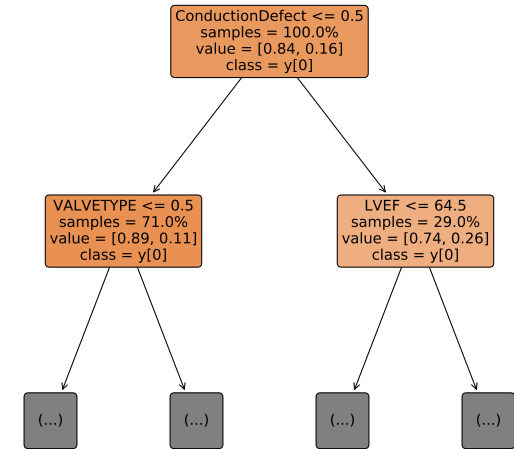 ConductionDefect <= 0.5
samples = 100.0%
value = [0.84, 0.16]
class = y[0]
VALVETYPE <= 0.5
samples = 71.0%
value = [0.89, 0.11]
class = y[0]
LVEF <= 64.5
samples = 29.0%
value = [0.74, 0.26]
class = y[0]
(...)
(...)
(...)
(...)